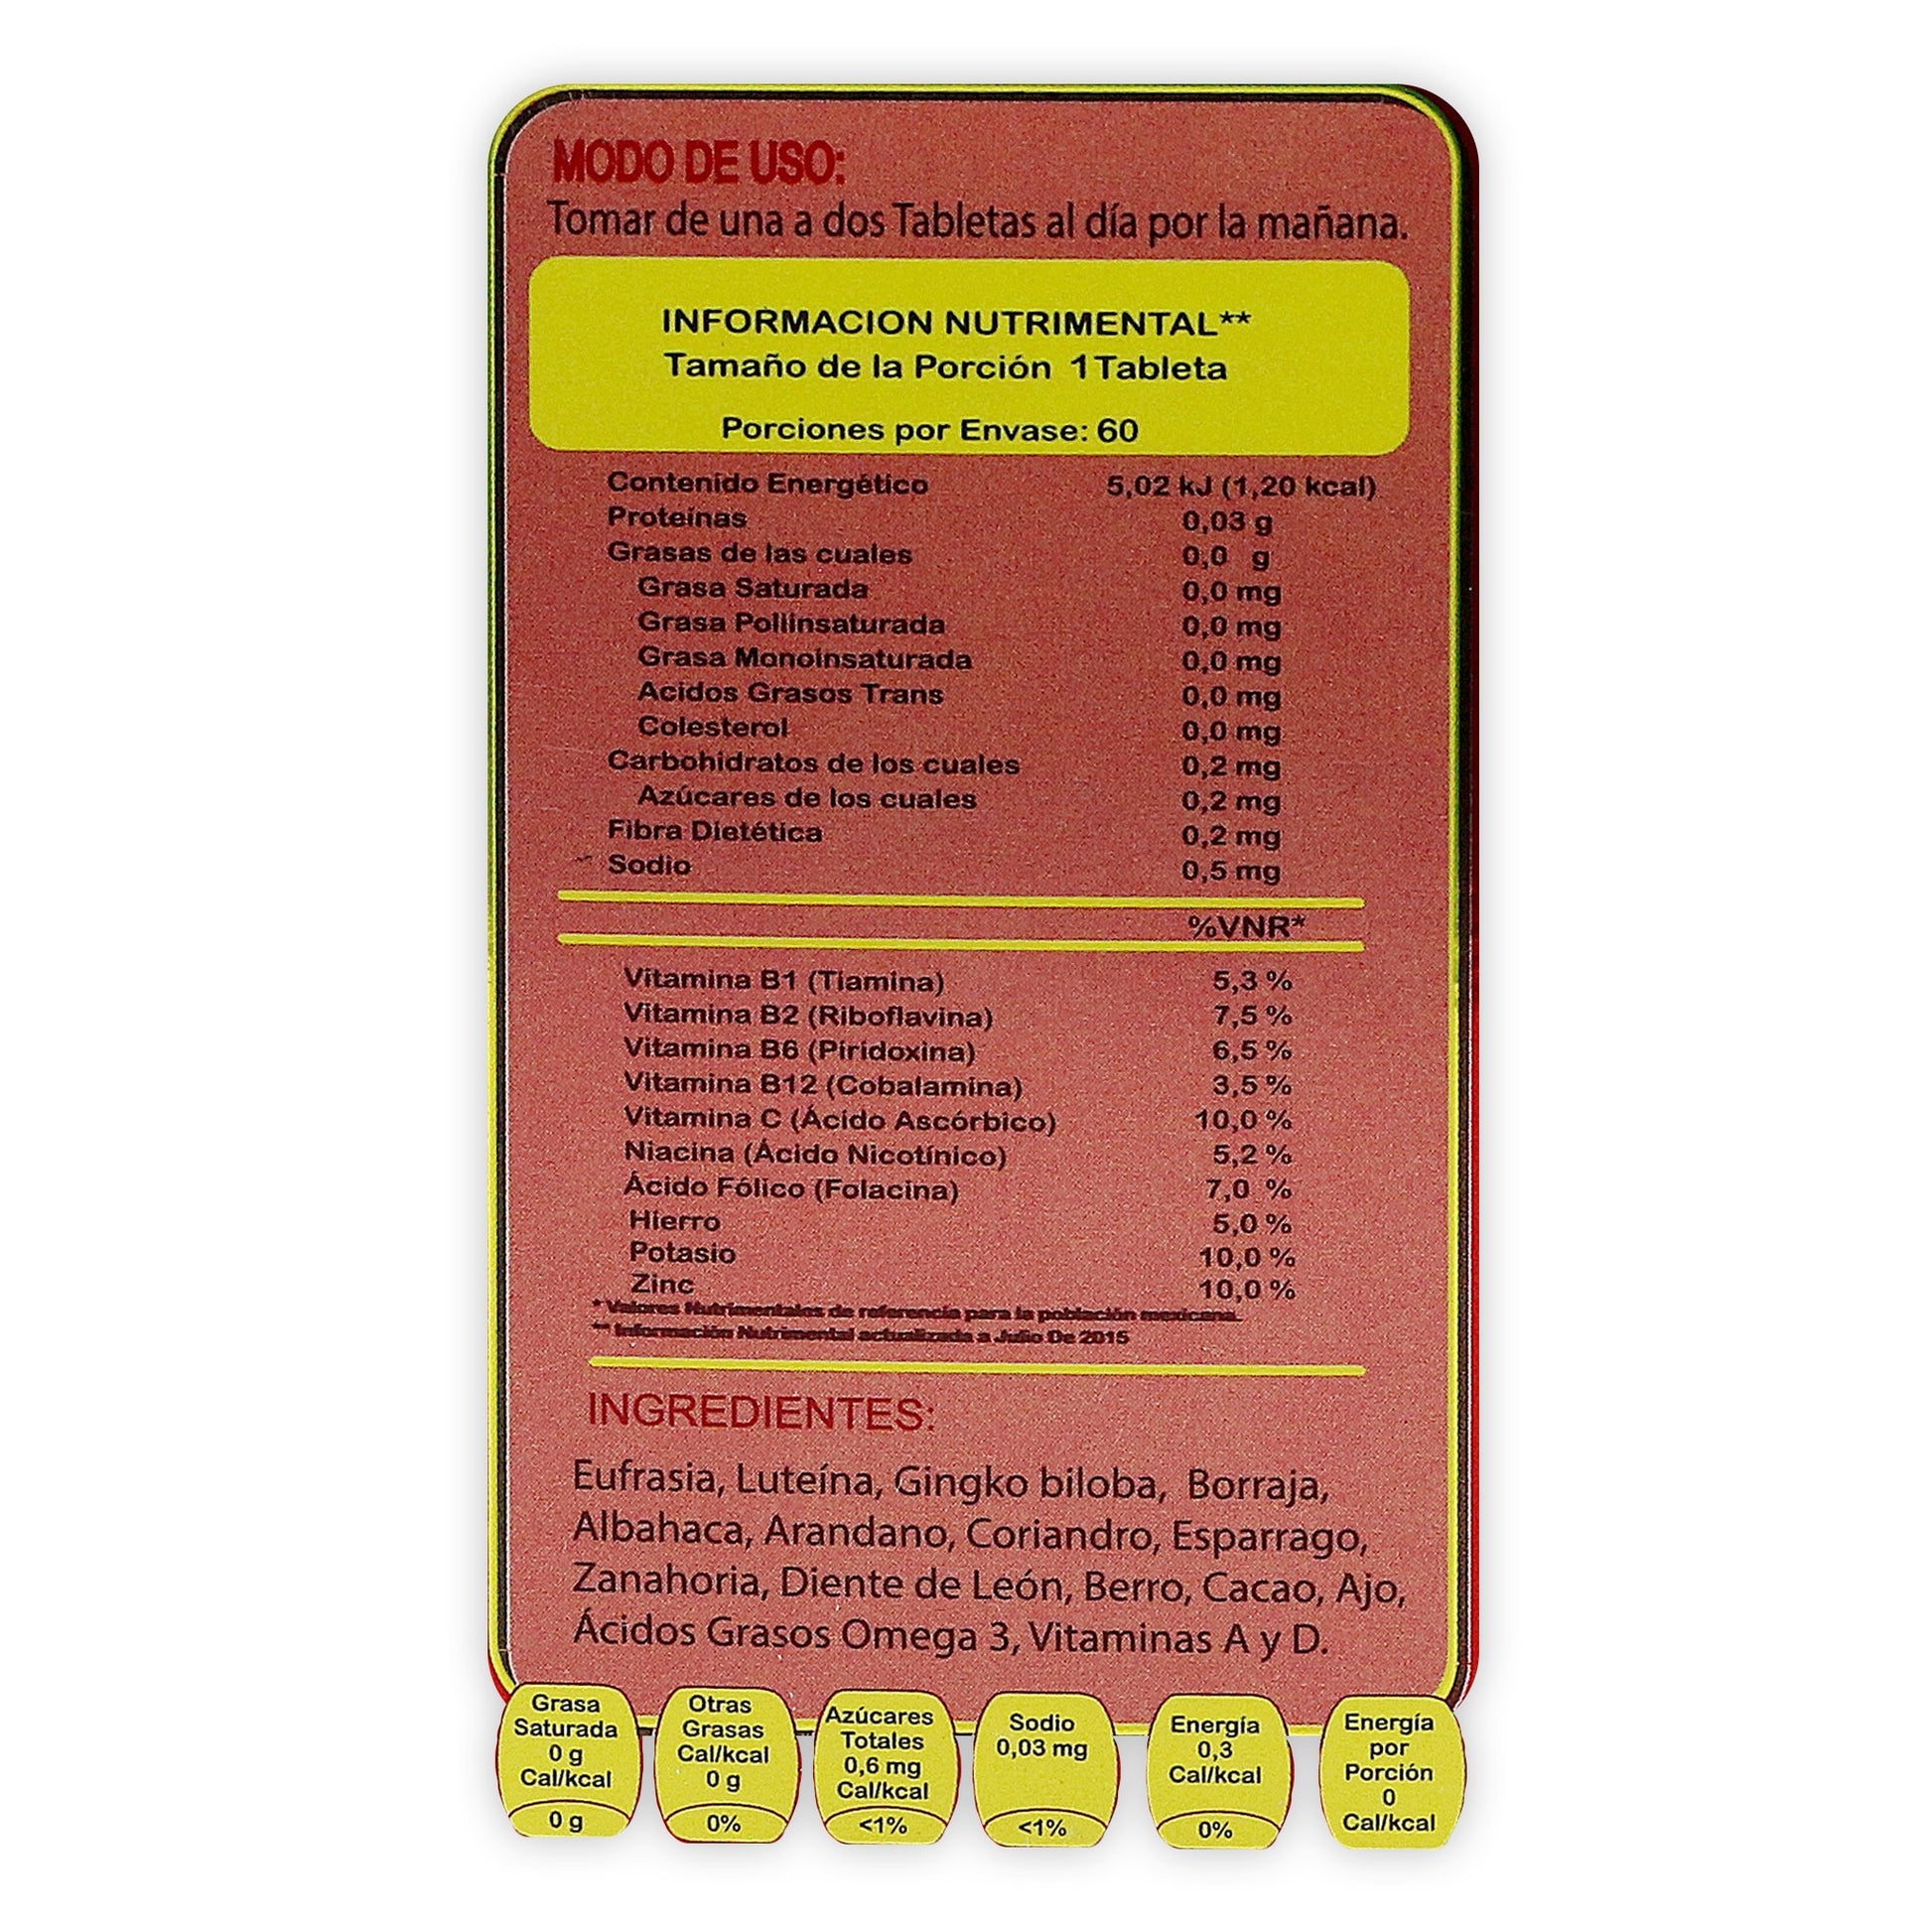 MODO DE USO:
Tomar de una a dos Tabletas al día por la mañana.
INFORMACION NUTRIMENTAL**
Tamaño de la Porción 1 Tableta
Porciones por Envase: 60
Contenido Energético 5,02 kJ (1,20 kcal)
Proteínas 0,03 g
Grasas de las cuales 0,0 g
Grasa Saturada 0,0 mg
Grasa Poliinsaturada 0,0 mg
Grasa Monoinsaturada 0,0 mg
Acidos Grasos Trans 0,0 mg
Colesterol 0,0 mg
Carbohidratos de los cuales 0,2 mg
Azúcares de los cuales 0,2 mg
Fibra Dietética 0,2 mg
Sodio 0,5 mg
%VNR*
Vitamina B1 (Tiamina) 5,3 %
Vitamina B2 (Riboflavina) 7,5 %
Vitamina B6 (Piridoxina) 6,5 %
Vitamina B12 (Cobalamina) 3,5 %
Vitamina C (Ácido Ascórbico) 10,0 %
Niacina (Ácido Nicotínico) 5,2 %
Ácido Fólico (Folacina) 7,0 %
Hierro 5,0 %
Potasio 10,0 %
Zinc 10,0 %
* Valores Nutrimentales de referencia para la población mexicana.
** Información Nutrimental actualizada a Julio De 2015
INGREDIENTES:
Eufrasia, Luteína, Gingko biloba, Borraja,
Albahaca, Arandano, Coriandro, Esparrago,
Zanahoria, Diente de León, Berro, Cacao, Ajo,
Ácidos Grasos Omega 3, Vitaminas A y D.
Grasa
Saturada
0 g
Cal/kcal
0 g
Otras
Grasas
Cal/kcal
0 g
0%
Azúcares
Totales
0,6 mg
Cal/kcal
<1%
Sodio
0,03 mg
<1%
Energía
0,3
Cal/kcal
0%
Energía
por
Porción
0
Cal/kcal